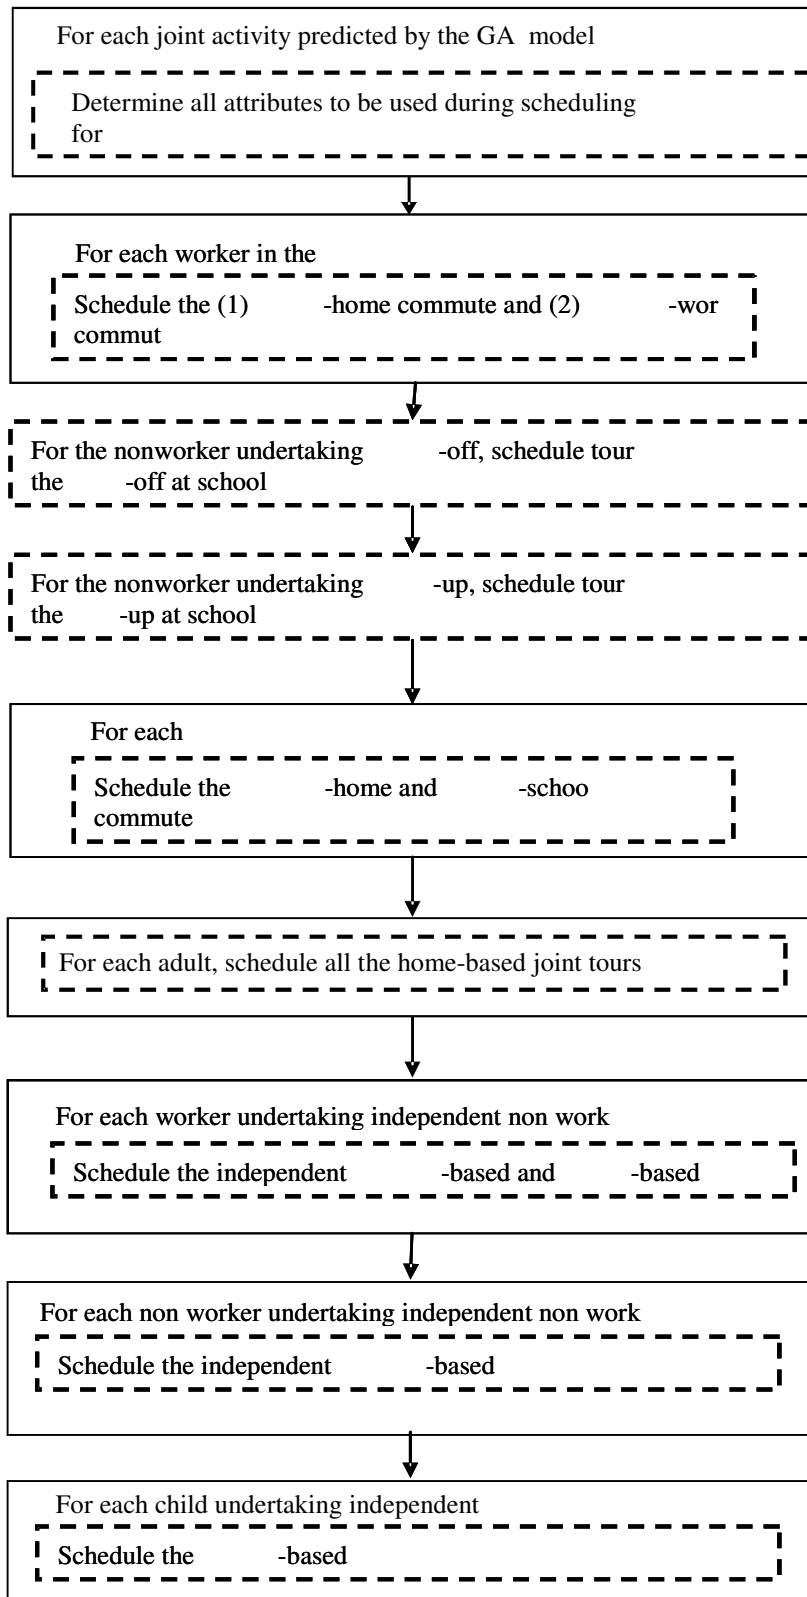 For each joint activity predicted by the GA model
Determine all attributes to be used during scheduling
for
For each worker in the
Schedule the (1) -home commute and (2) -wor
commut
For the nonworker undertaking -off, schedule tour
the -off at school
For the nonworker undertaking -up, schedule tour
the -up at school
For each
Schedule the -home and -schoo
commute
For each adult, schedule all the home-based joint tours
For each worker undertaking independent non work
Schedule the independent -based and -based
For each non worker undertaking independent non work
Schedule the independent -based
For each child undertaking independent
Schedule the -based